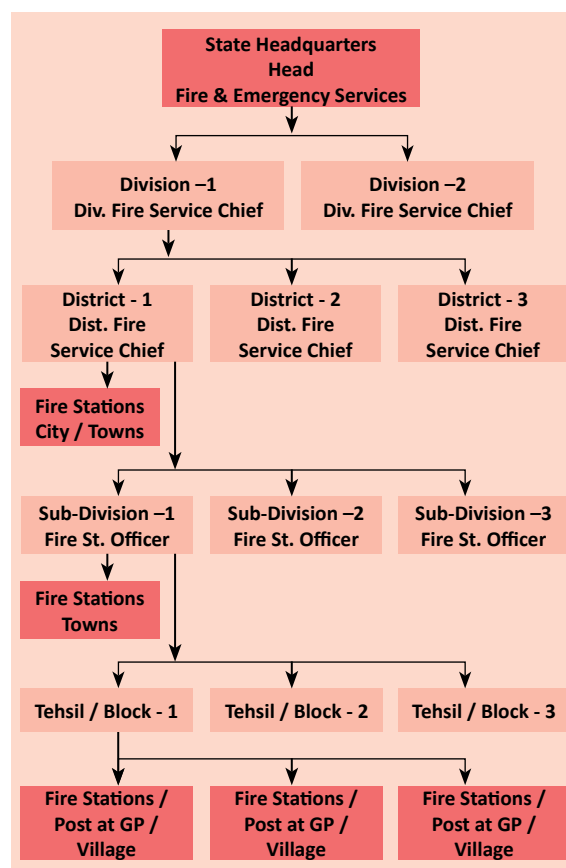 State Headquarters
Head
Fire & Emergency Services
Division –1
Div. Fire Service Chief
Division –2
Div. Fire Service Chief
District - 1
Dist. Fire
Service Chief
District - 2
Dist. Fire
Service Chief
District - 3
Dist. Fire
Service Chief
Fire Stations
City / Towns
Sub-Division –1
Fire St. Officer
Sub-Division –2
Fire St. Officer
Sub-Division –3
Fire St. Officer
Fire Stations
Towns
Tehsil / Block - 1
Tehsil / Block - 2
Tehsil / Block - 3
Fire Stations /
Post at GP /
Village
Fire Stations /
Post at GP /
Village
Fire Stations /
Post at GP /
Village